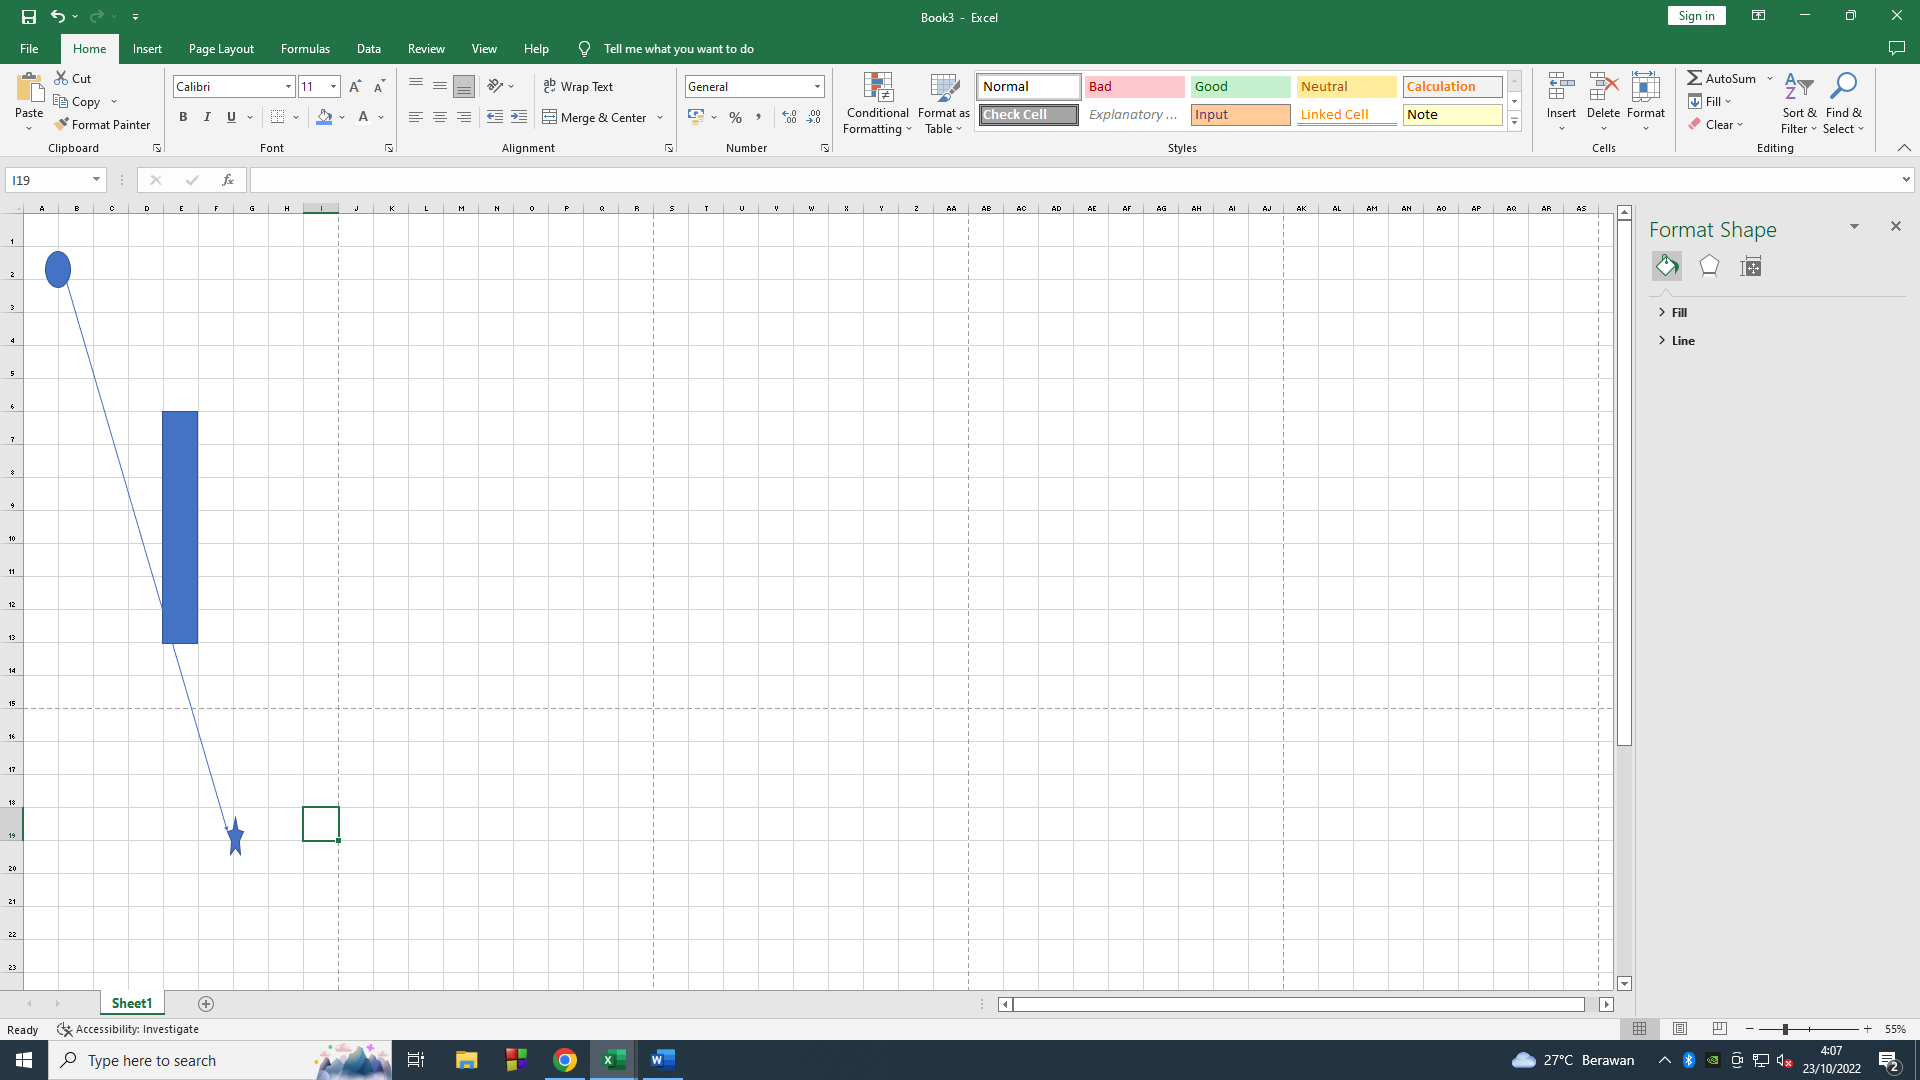 Book3 - Excel
Sign in
File Home Insert Page Layout Formulas Data Review View Help Tell me what you want to do
Paste
Cut
Copy
Format Painter
Clipboard
Calibri 11
B I U A
Font
Wrap Text
Merge & Center
Alignment
General
% ,
Number
Conditional Formatting
Format as Table
Normal Bad Good Neutral Calculation
Check Cell Explanatory ... Input Linked Cell Note
Styles
Insert Delete Format
Cells
AutoSum
Fill
Clear
Sort & Filter
Find & Select
Editing
I19
fx
A B C D E F G H I J K L M N O P Q R S T U V W X Y Z AA AB AC AD AE AF AG AH AI AJ AK AL AM AN AO AP AQ AR AS
1
2
3
4
5
6
7
8
9
10
11
12
13
14
15
16
17
18
19
20
21
22
23
Format Shape
Fill
Line
Sheet1
Ready Accessibility: Investigate
55%
Type here to search
27°C Berawan
4:07
23/10/2022
2